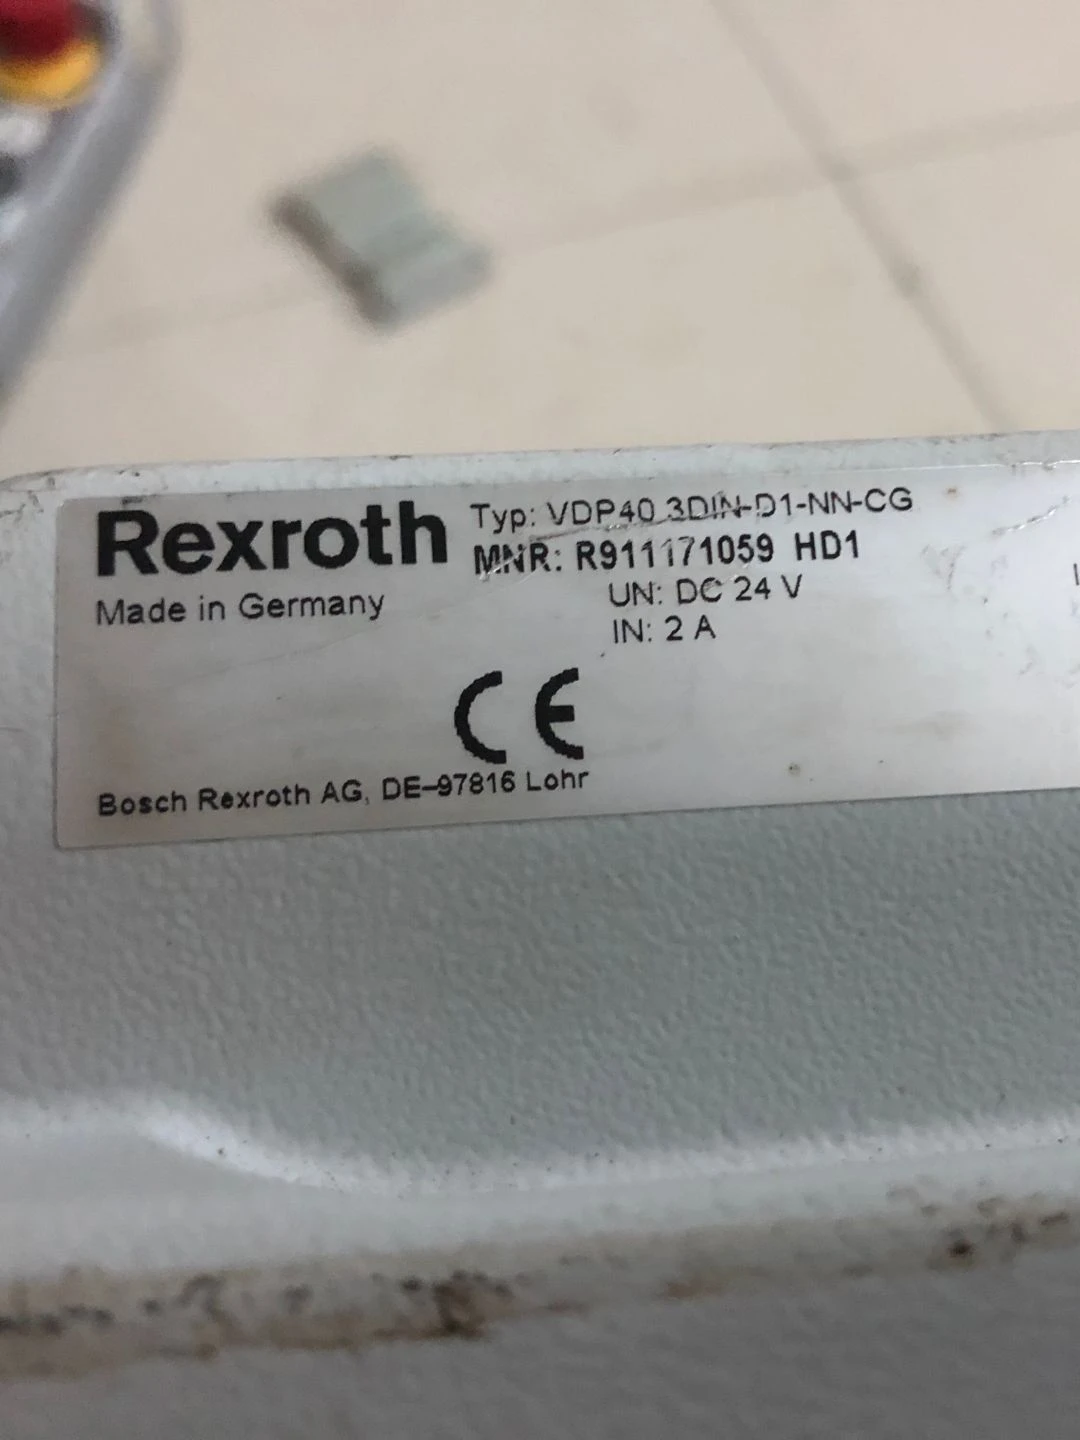 Rexroth
Made in Germany
Typ: VDP40.3DIN-D1-NN-CG
MNR: R911171059 HD1
UN: DC 24 V
IN: 2 A
CE
Bosch Rexroth AG, DE-97816 Lohr